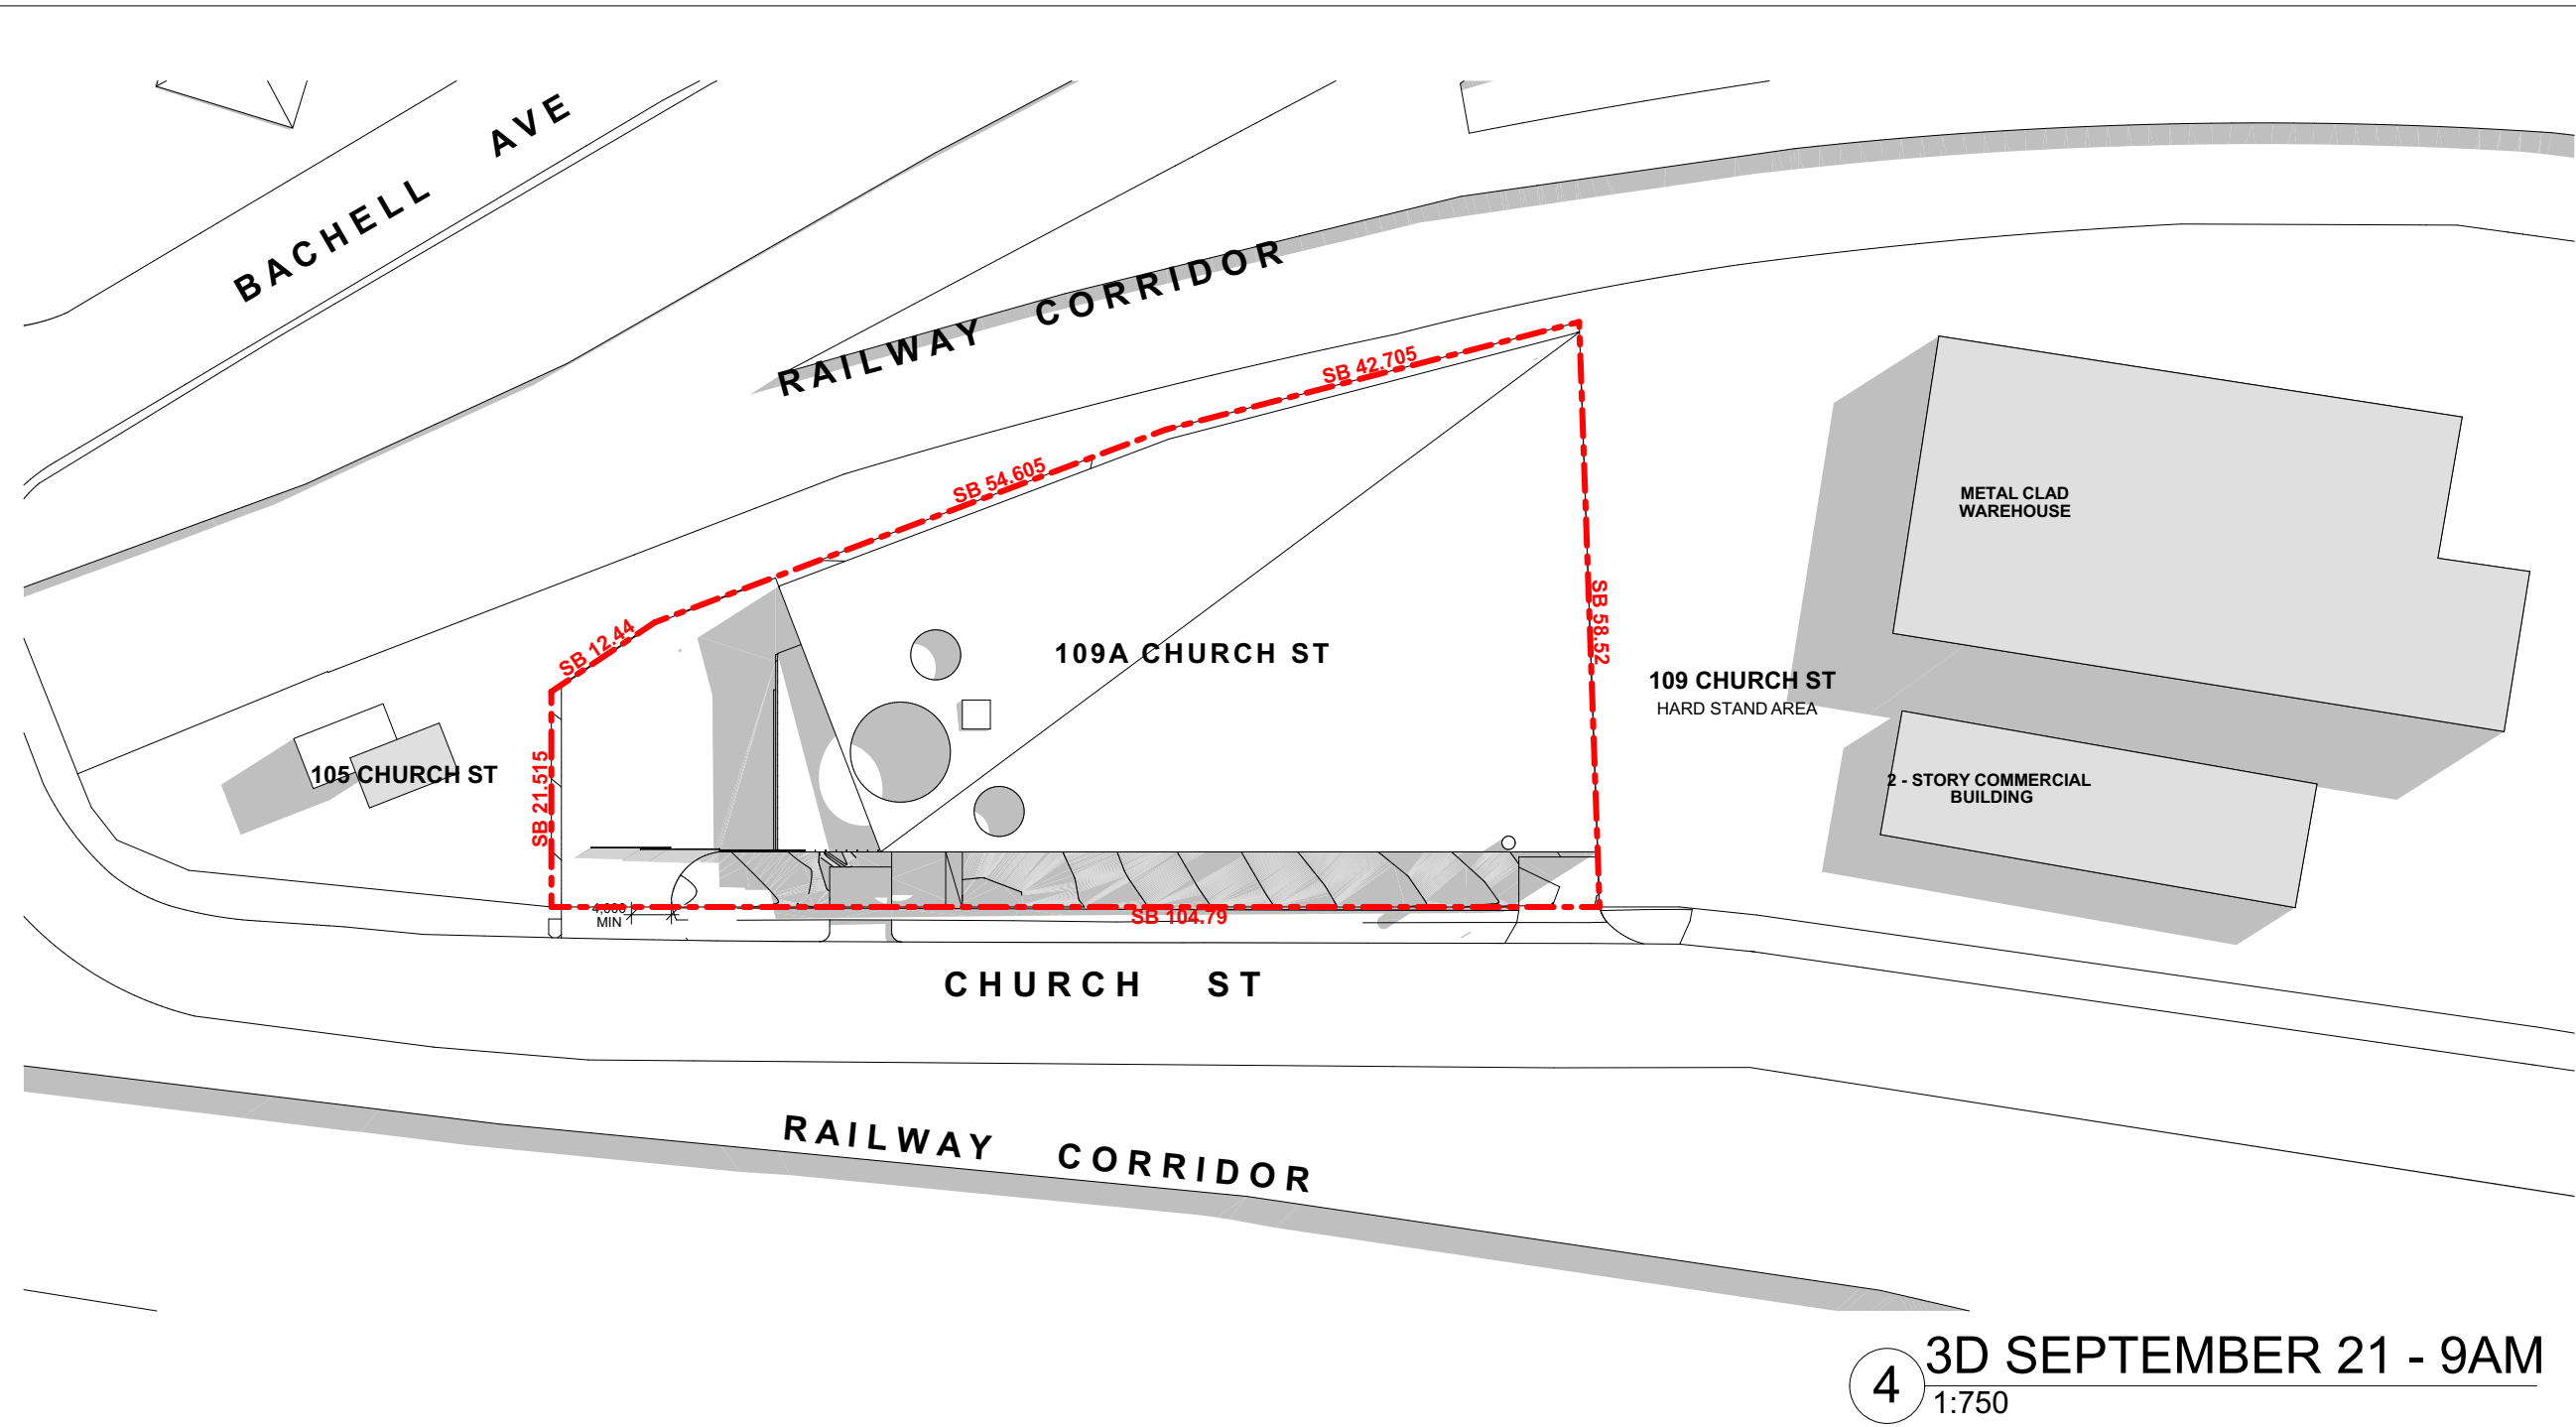 BACHELL AVE
RAILWAY CORRIDOR
SB 42.705
SB 54.605
SB 12.44
SB 58.52
SB 21.515
METAL CLAD
WAREHOUSE
109A CHURCH ST
109 CHURCH ST
HARD STAND AREA
105 CHURCH ST
2 - STORY COMMERCIAL
BUILDING
4,000
MIN
SB 104.79
CHURCH ST
RAILWAY CORRIDOR
4
3D SEPTEMBER 21 - 9AM
1:750